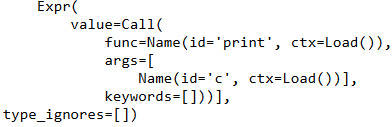 Expr(
value=Call(
func=Name(id='print', ctx=Load()),
args=[
Name(id='c', ctx=Load())],
keywords=[]))],
type_ignores=[])